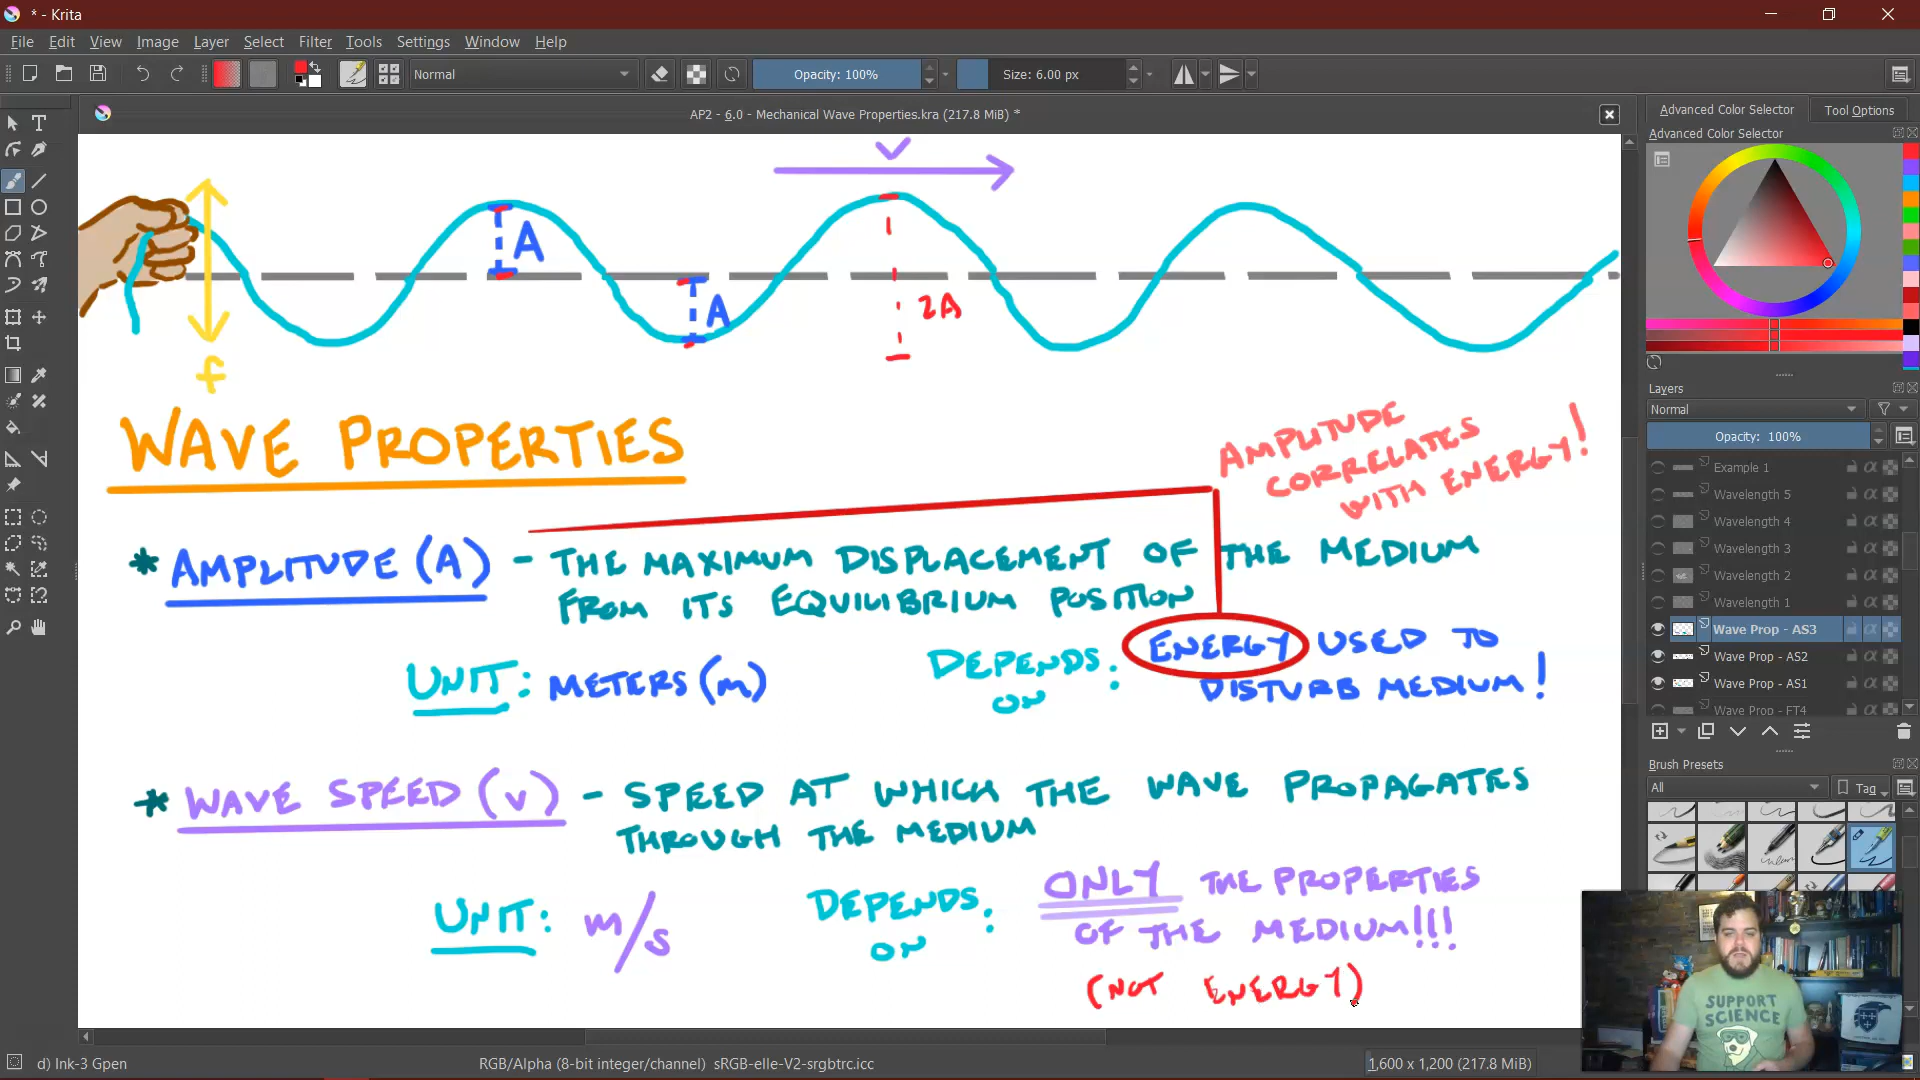 * - Krita
File Edit View Image Layer Select Filter Tools Settings Window Help
Normal Opacity: 100% Size: 6.00 px
AP2 - 6.0 - Mechanical Wave Properties.kra (217.8 MiB) *
Advanced Color Selector Tool Options
Advanced Color Selector
V
A
A
2A
f
WAVE PROPERTIES
AMPLITUDE
CORRELATES
WITH ENERGY!
* AMPLITUDE (A) - THE MAXIMUM DISPLACEMENT OF THE MEDIUM
FROM ITS EQUILIBRIUM POSITION
UNIT: METERS (m)
DEPENDS ON: ENERGY USED TO
DISTURB MEDIUM!
* WAVE SPEED (v) - SPEED AT WHICH THE WAVE PROPAGATES
THROUGH THE MEDIUM
UNIT: m/s
DEPENDS ON: ONLY THE PROPERTIES
OF THE MEDIUM!!!
(NOT ENERGY)
Layers
Normal
Opacity: 100%
Example 1
Wavelength 5
Wavelength 4
Wavelength 3
Wavelength 2
Wavelength 1
Wave Prop - AS3
Wave Prop - AS2
Wave Prop - AS1
Wave Prop - FT4
Brush Presets
All Tag
SUPPORT
SCIENCE
d) Ink-3 Gpen
RGB/Alpha (8-bit integer/channel) sRGB-elle-V2-srgbtrc.icc
1,600 x 1,200 (217.8 MiB)